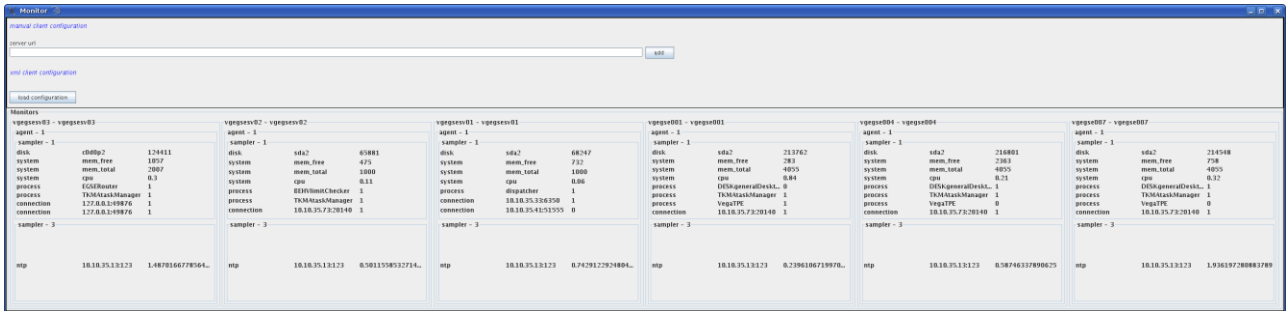 Monitor
manual client configuration
server url
add
xml client configuration
load configuration
Monitors
vgegsesv03 - vgegsesv03
agent - 1
sampler - 1
disk c0d0p2 124411
system mem_free 1057
system mem_total 2007
system cpu 0.3
process EGSERouter 1
process TKMAtaskManager 1
connection 127.0.0.1:49876 1
connection 127.0.0.1:49876 1
sampler - 3
ntp 10.10.35.13:123 1.4870166778564...
vgegsesv02 - vgegsesv02
agent - 1
sampler - 1
disk sda2 65881
system mem_free 475
system mem_total 1000
system cpu 0.11
process EEHVlimitChecker 1
process TKMAtaskManager 1
connection 10.10.35.73:20140 1
sampler - 3
ntp 10.10.35.13:123 0.5011558532714...
vgegsesv01 - vgegsesv01
agent - 1
sampler - 1
disk sda2 68247
system mem_free 732
system mem_total 1000
system cpu 0.06
process dispatcher 1
connection 10.10.35.33:6350 1
connection 10.10.35.41:51555 0
sampler - 3
ntp 10.10.35.13:123 0.7429122924804...
vgegse001 - vgegse001
agent - 1
sampler - 1
disk sda2 213762
system mem_free 283
system mem_total 4055
system cpu 0.84
process DESKgeneralDeskt... 0
process TKMAtaskManager 1
process VegaTPE 1
connection 10.10.35.73:20140 1
sampler - 3
ntp 10.10.35.13:123 0.2396106719970...
vgegse004 - vgegse004
agent - 1
sampler - 1
disk sda2 216801
system mem_free 2363
system mem_total 4055
system cpu 0.21
process DESKgeneralDeskt... 1
process TKMAtaskManager 1
process VegaTPE 0
connection 10.10.35.73:20140 1
sampler - 3
ntp 10.10.35.13:123 0.58746337890625
vgegse007 - vgegse007
agent - 1
sampler - 1
disk sda2 214548
system mem_free 758
system mem_total 4055
system cpu 0.32
process DESKgeneralDeskt... 1
process TKMAtaskManager 1
process VegaTPE 0
connection 10.10.35.73:20140 1
sampler - 3
ntp 10.10.35.13:123 1.936197280883789